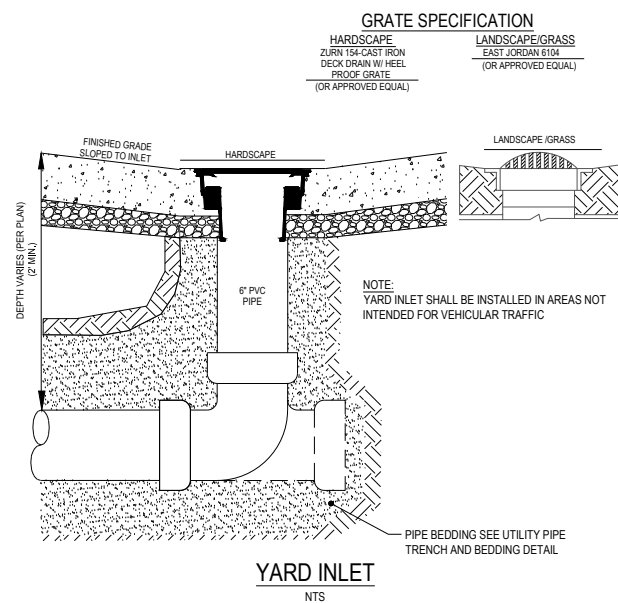 GRATE SPECIFICATION
HARDSCAPE
ZURN 154-CAST IRON
DECK DRAIN W/ HEEL
PROOF GRATE
(OR APPROVED EQUAL)
LANDSCAPE/GRASS
EAST JORDAN 6104
(OR APPROVED EQUAL)
FINISHED GRADE
SLOPED TO INLET
HARDSCAPE
LANDSCAPE /GRASS
DEPTH VARIES (PER PLAN)
(2' MIN.)
6" PVC
PIPE
NOTE:
YARD INLET SHALL BE INSTALLED IN AREAS NOT
INTENDED FOR VEHICULAR TRAFFIC
PIPE BEDDING SEE UTILITY PIPE
TRENCH AND BEDDING DETAIL
YARD INLET
NTS